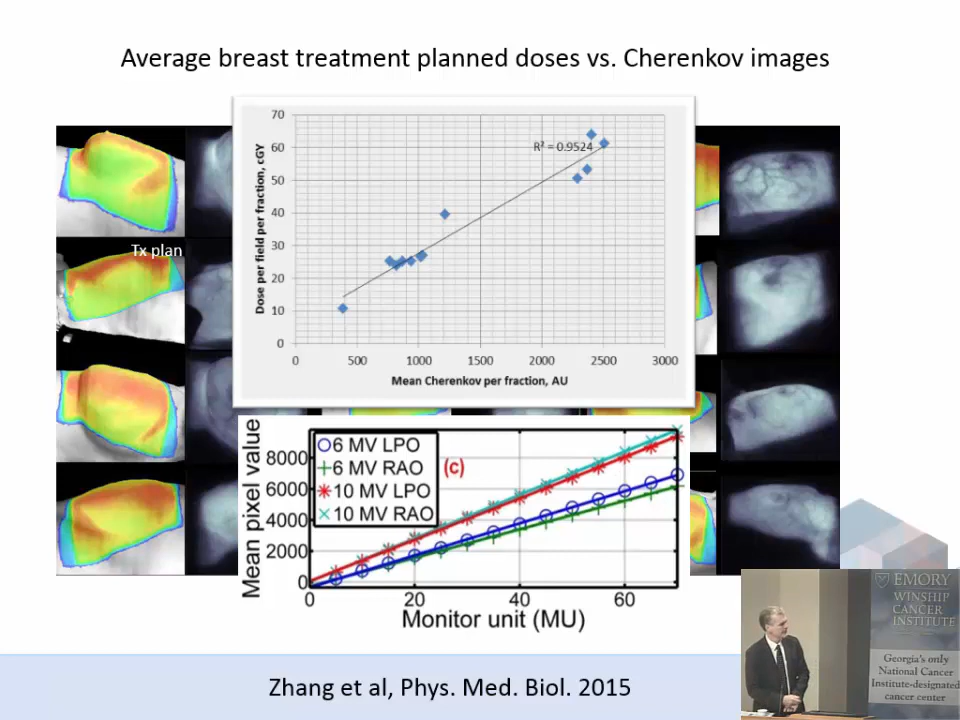 Average breast treatment planned doses vs. Cherenkov images
Tx plan
70
60
50
40
30
20
10
0
Dose per field per fraction, cGY
R² = 0.9524
0
500
1000
1500
2000
2500
3000
Mean Cherenkov per fraction, AU
Mean pixel value
8000
6000
4000
2000
0
6 MV LPO
6 MV RAO
10 MV LPO
10 MV RAO
(c)
0
20
40
60
Monitor unit (MU)
EMORY
WINSHIP
CANCER
INSTITUTE
Georgia's only
National Cancer
Institute-designated
cancer center
Zhang et al, Phys. Med. Biol. 2015